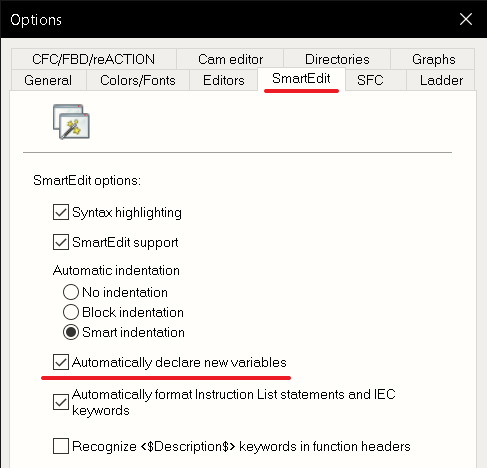 Options
CFC/FBD/reACTION Cam editor Directories Graphs
General Colors/Fonts Editors SmartEdit SFC Ladder
SmartEdit options:
Syntax highlighting
SmartEdit support
Automatic indentation
No indentation
Block indentation
Smart indentation
Automatically declare new variables
Automatically format Instruction List statements and IEC
keywords
Recognize <$Description$> keywords in function headers